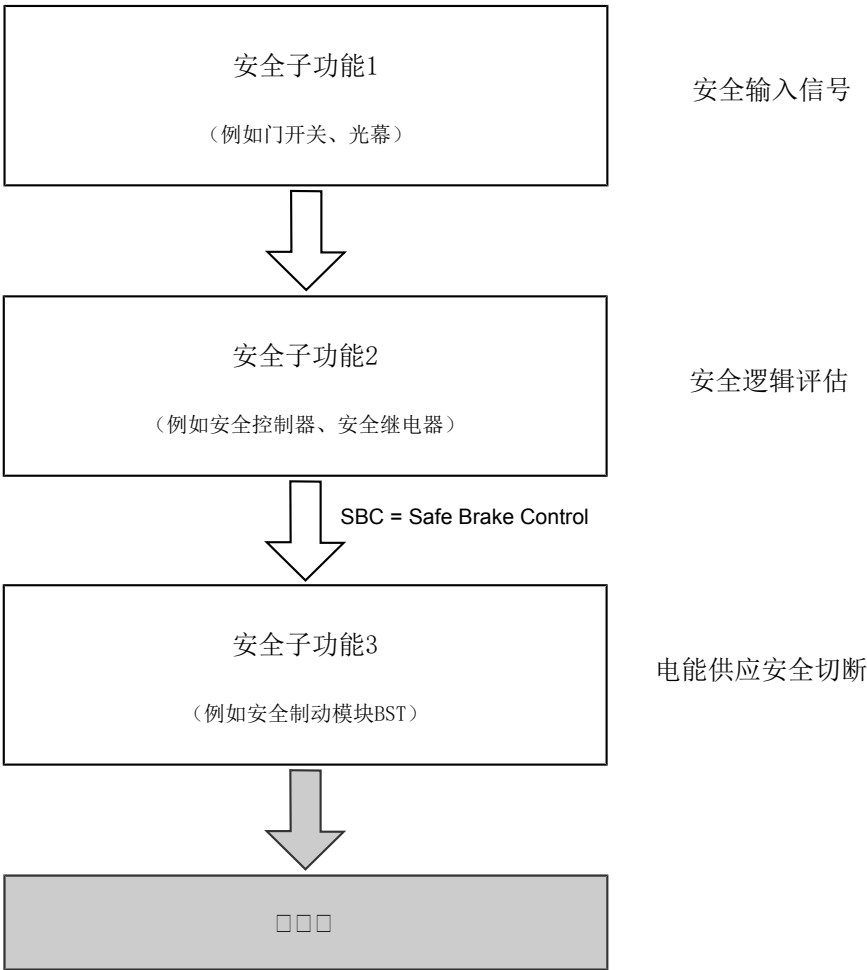 安全子功能1
安全输入信号
（例如门开关、光幕）
安全子功能2
安全逻辑评估
（例如安全控制器、安全继电器）
SBC = Safe Brake Control
安全子功能3
电能供应安全切断
（例如安全制动模块BST）